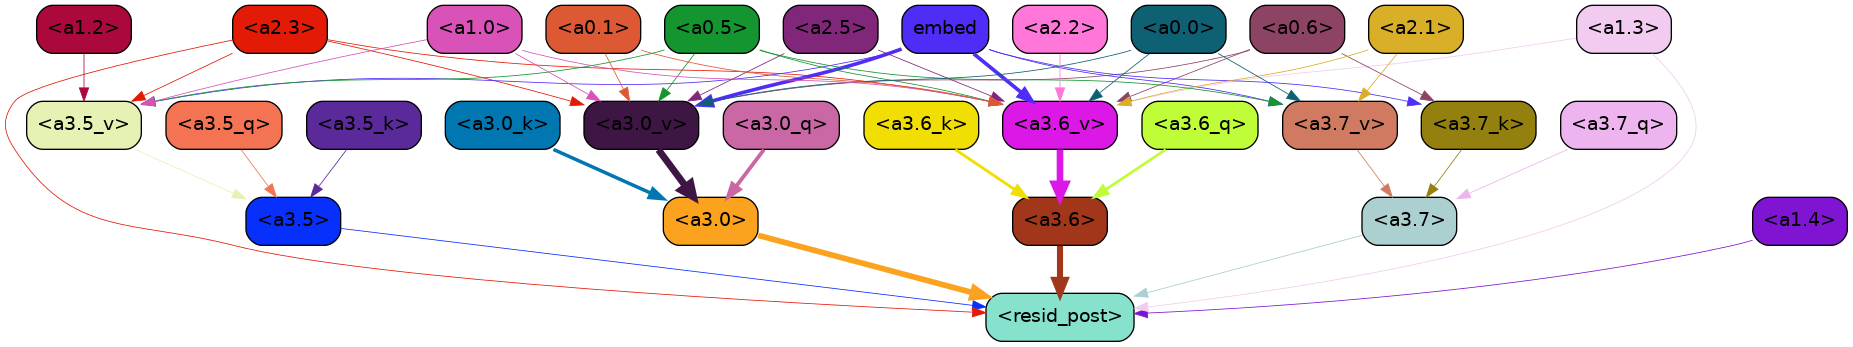 <a1.2> <a2.3> <a1.0> <a0.1> <a0.5> <a2.5> embed <a2.2> <a0.0> <a0.6> <a2.1> <a1.3>
<a3.5_v> <a3.5_q> <a3.5_k> <a3.0_k> <a3.0_v> <a3.0_q> <a3.6_k> <a3.6_v> <a3.6_q> <a3.7_v> <a3.7_k> <a3.7_q>
<a3.5> <a3.0> <a3.6> <a3.7> <a1.4>
<resid_post>